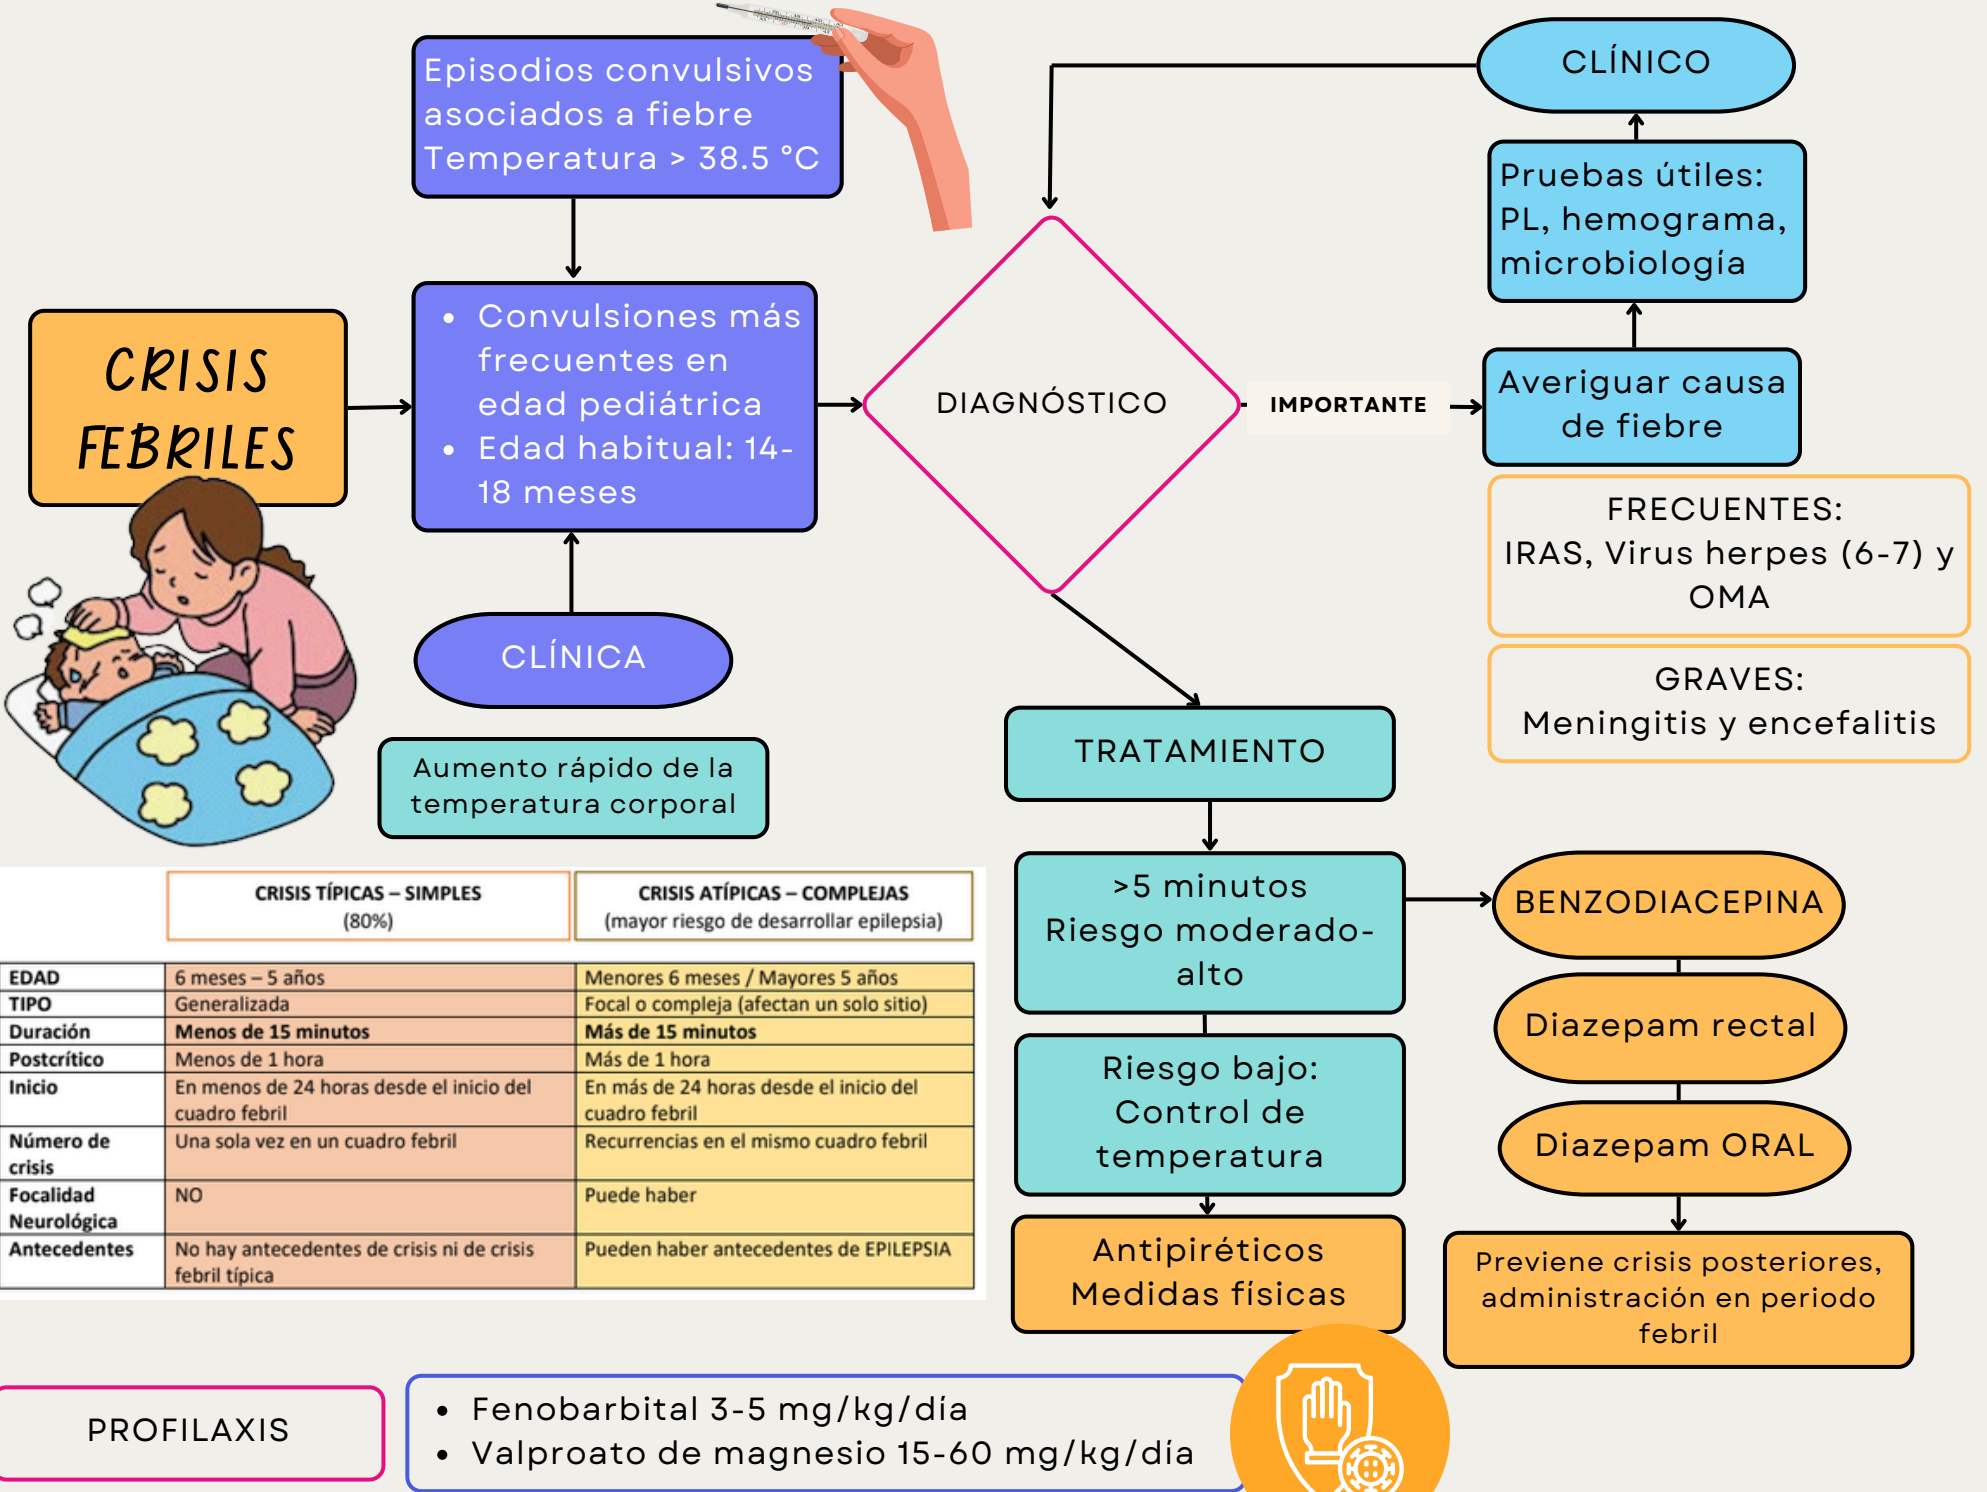 Episodios convulsivos
asociados a fiebre
Temperatura > 38.5 °C
CRISIS
FEBRILES
• Convulsiones más
frecuentes en
edad pediátrica
• Edad habitual: 14-
18 meses
CLÍNICA
Aumento rápido de la
temperatura corporal
DIAGNÓSTICO
IMPORTANTE
CLÍNICO
Pruebas útiles:
PL, hemograma,
microbiología
Averiguar causa
de fiebre
FRECUENTES:
IRAS, Virus herpes (6-7) y
OMA
GRAVES:
Meningitis y encefalitis
TRATAMIENTO
>5 minutos
Riesgo moderado-
alto
Riesgo bajo:
Control de
temperatura
Antipiréticos
Medidas físicas
BENZODIACEPINA
Diazepam rectal
Diazepam ORAL
Previene crisis posteriores,
administración en periodo
febril
CRISIS TÍPICAS – SIMPLES
(80%)
CRISIS ATÍPICAS – COMPLEJAS
(mayor riesgo de desarrollar epilepsia)
EDAD 6 meses – 5 años Menores 6 meses / Mayores 5 años
TIPO Generalizada Focal o compleja (afectan un solo sitio)
Duración Menos de 15 minutos Más de 15 minutos
Postcrítico Menos de 1 hora Más de 1 hora
Inicio En menos de 24 horas desde el inicio del En más de 24 horas desde el inicio del
cuadro febril cuadro febril
Número de Una sola vez en un cuadro febril Recurrencias en el mismo cuadro febril
crisis
Focalidad NO Puede haber
Neurológica
Antecedentes No hay antecedentes de crisis ni de crisis Pueden haber antecedentes de EPILEPSIA
febril típica
PROFILAXIS
• Fenobarbital 3-5 mg/kg/día
• Valproato de magnesio 15-60 mg/kg/día